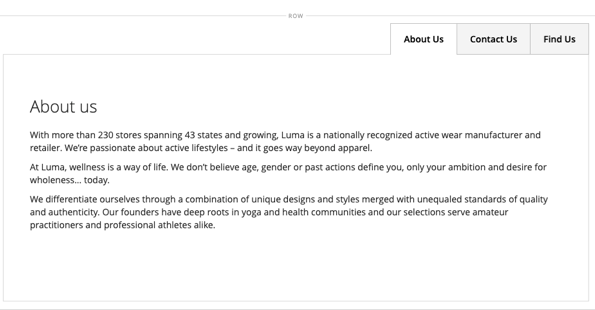 ROW
About Us Contact Us Find Us
About us
With more than 230 stores spanning 43 states and growing, Luma is a nationally recognized active wear manufacturer and
retailer. We’re passionate about active lifestyles – and it goes way beyond apparel.
At Luma, wellness is a way of life. We don’t believe age, gender or past actions define you, only your ambition and desire for
wholeness... today.
We differentiate ourselves through a combination of unique designs and styles merged with unequaled standards of quality
and authenticity. Our founders have deep roots in yoga and health communities and our selections serve amateur
practitioners and professional athletes alike.